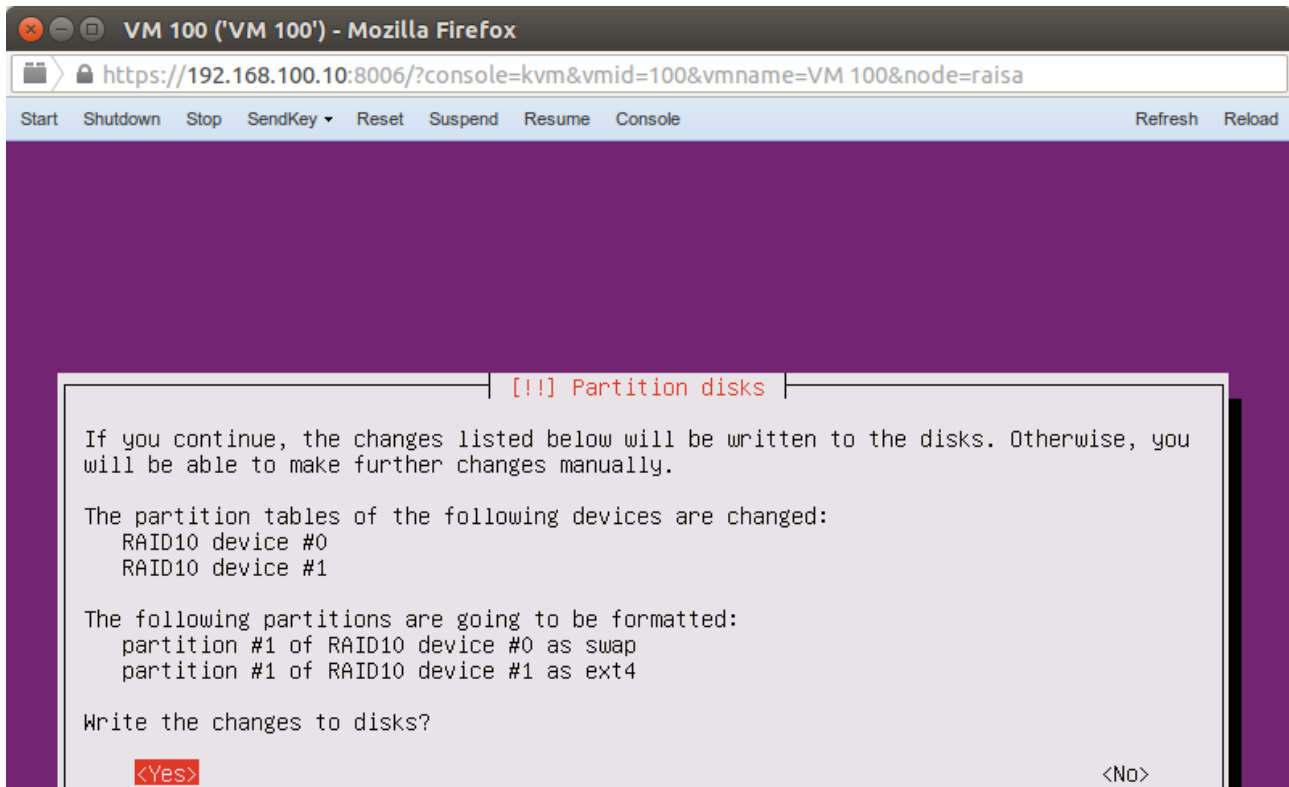 VM 100 ('VM 100') - Mozilla Firefox
https://192.168.100.10:8006/?console=kvm&vmid=100&vmname=VM 100&node=raisa
Start Shutdown Stop SendKey Reset Suspend Resume Console Refresh Reload
[!!] Partition disks
If you continue, the changes listed below will be written to the disks. Otherwise, you
will be able to make further changes manually.
The partition tables of the following devices are changed:
RAID10 device #0
RAID10 device #1
The following partitions are going to be formatted:
partition #1 of RAID10 device #0 as swap
partition #1 of RAID10 device #1 as ext4
Write the changes to disks?
<Yes> <No>